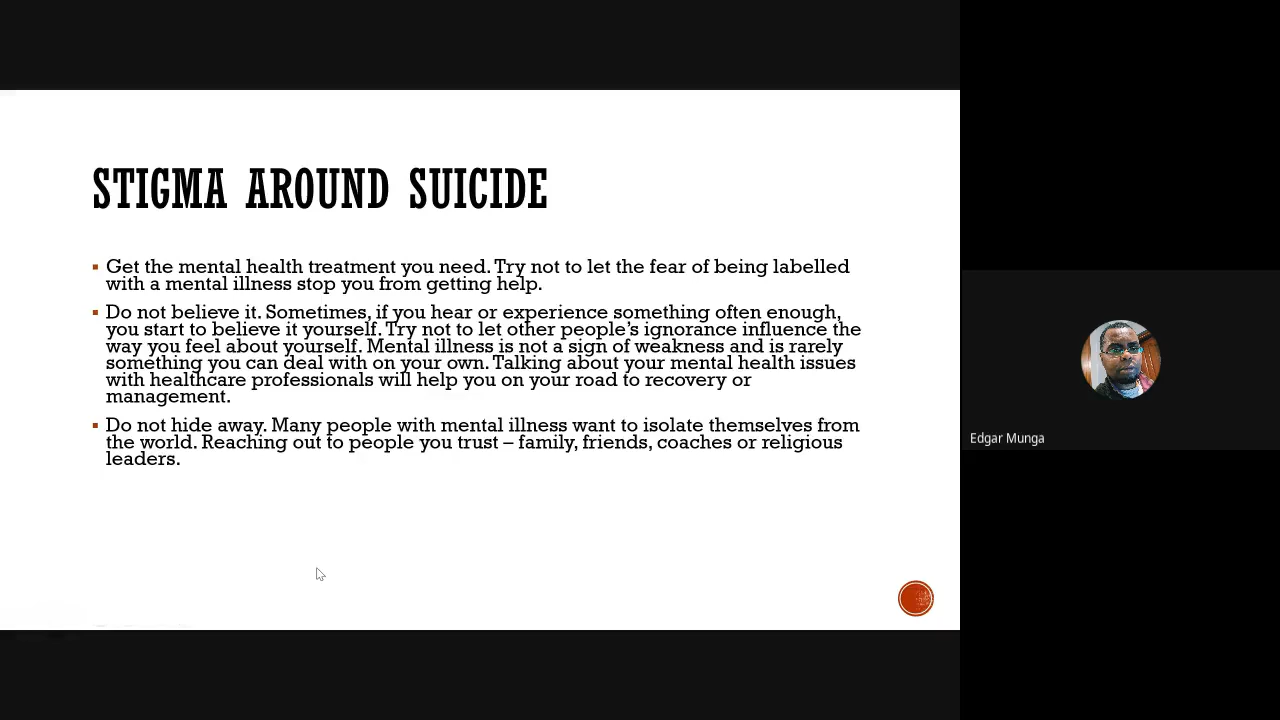 STIGMA AROUND SUICIDE
Get the mental health treatment you need. Try not to let the fear of being labelled
with a mental illness stop you from getting help.
Do not believe it. Sometimes, if you hear or experience something often enough,
you start to believe it yourself. Try not to let other people's ignorance influence the
way you feel about yourself. Mental illness is not a sign of weakness and is rarely
something you can deal with on your own. Talking about your mental health issues
with healthcare professionals will help you on your road to recovery or
management.
Do not hide away. Many people with mental illness want to isolate themselves from
the world. Reaching out to people you trust – family, friends, coaches or religious
leaders.
Edgar Munga